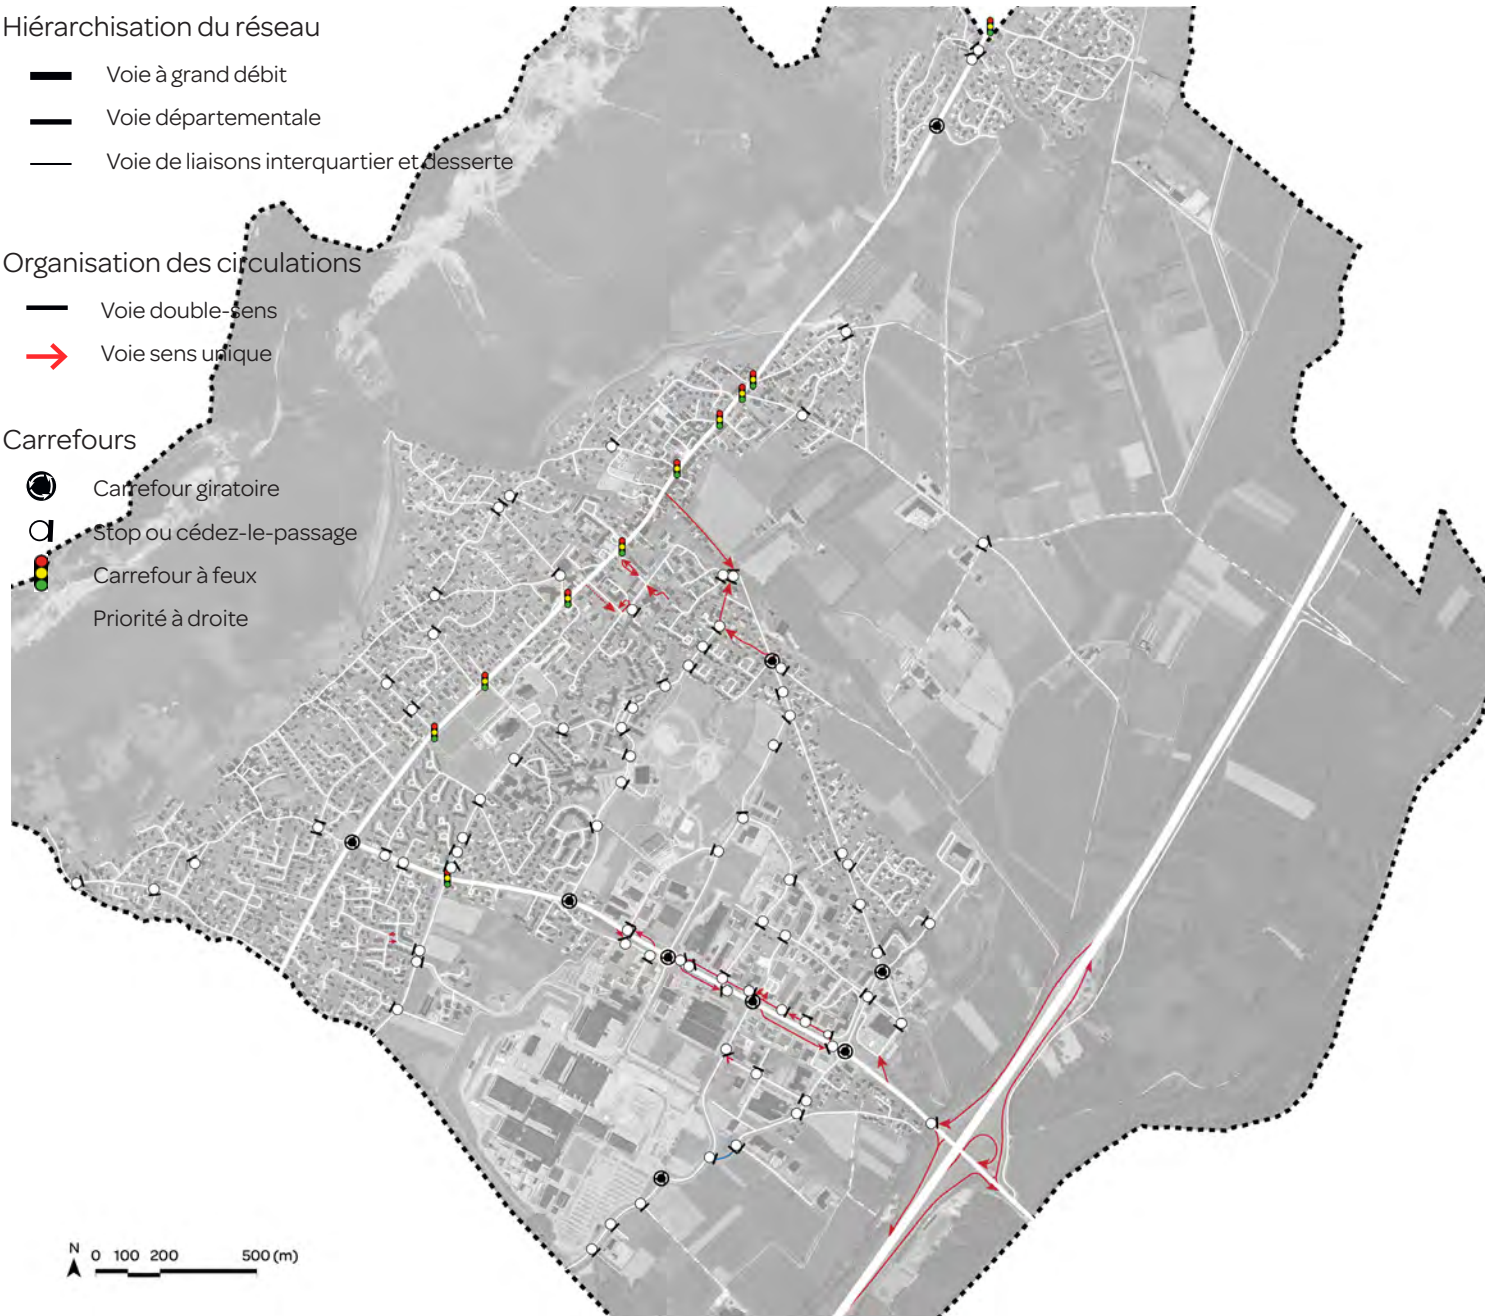 Hiérarchisation du réseau
Voie à grand débit
Voie départementale
Voie de liaisons interquartier et desserte
Organisation des circulations
Voie double-sens
Voie sens unique
Carrefours
Carrefour giratoire
Stop ou cédez-le-passage
Carrefour à feux
Priorité à droite
N
0 100 200 500 (m)